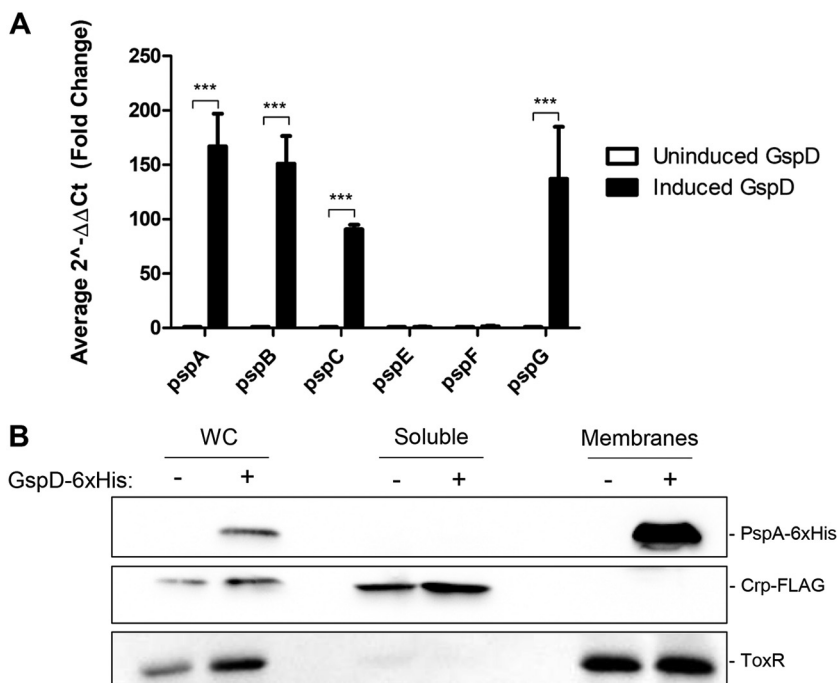 A
Average 2^-ΔΔCt (Fold Change)
250
200
150
100
50
0
***
***
***
***
pspA
pspB
pspC
pspE
pspF
pspG
Uninduced GspD
Induced GspD
B
WC Soluble Membranes
GspD-6xHis: - + - + - +
- PspA-6xHis
- Crp-FLAG
- ToxR